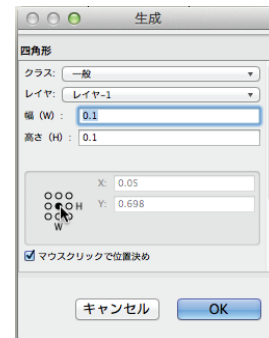 生成
四角形
クラス: 一般
レイヤ: レイヤ-1
幅 (W) : 0.1
高さ (H) : 0.1
X: 0.05
H Y: 0.698
W
マウスクリックで位置決め
キャンセル OK